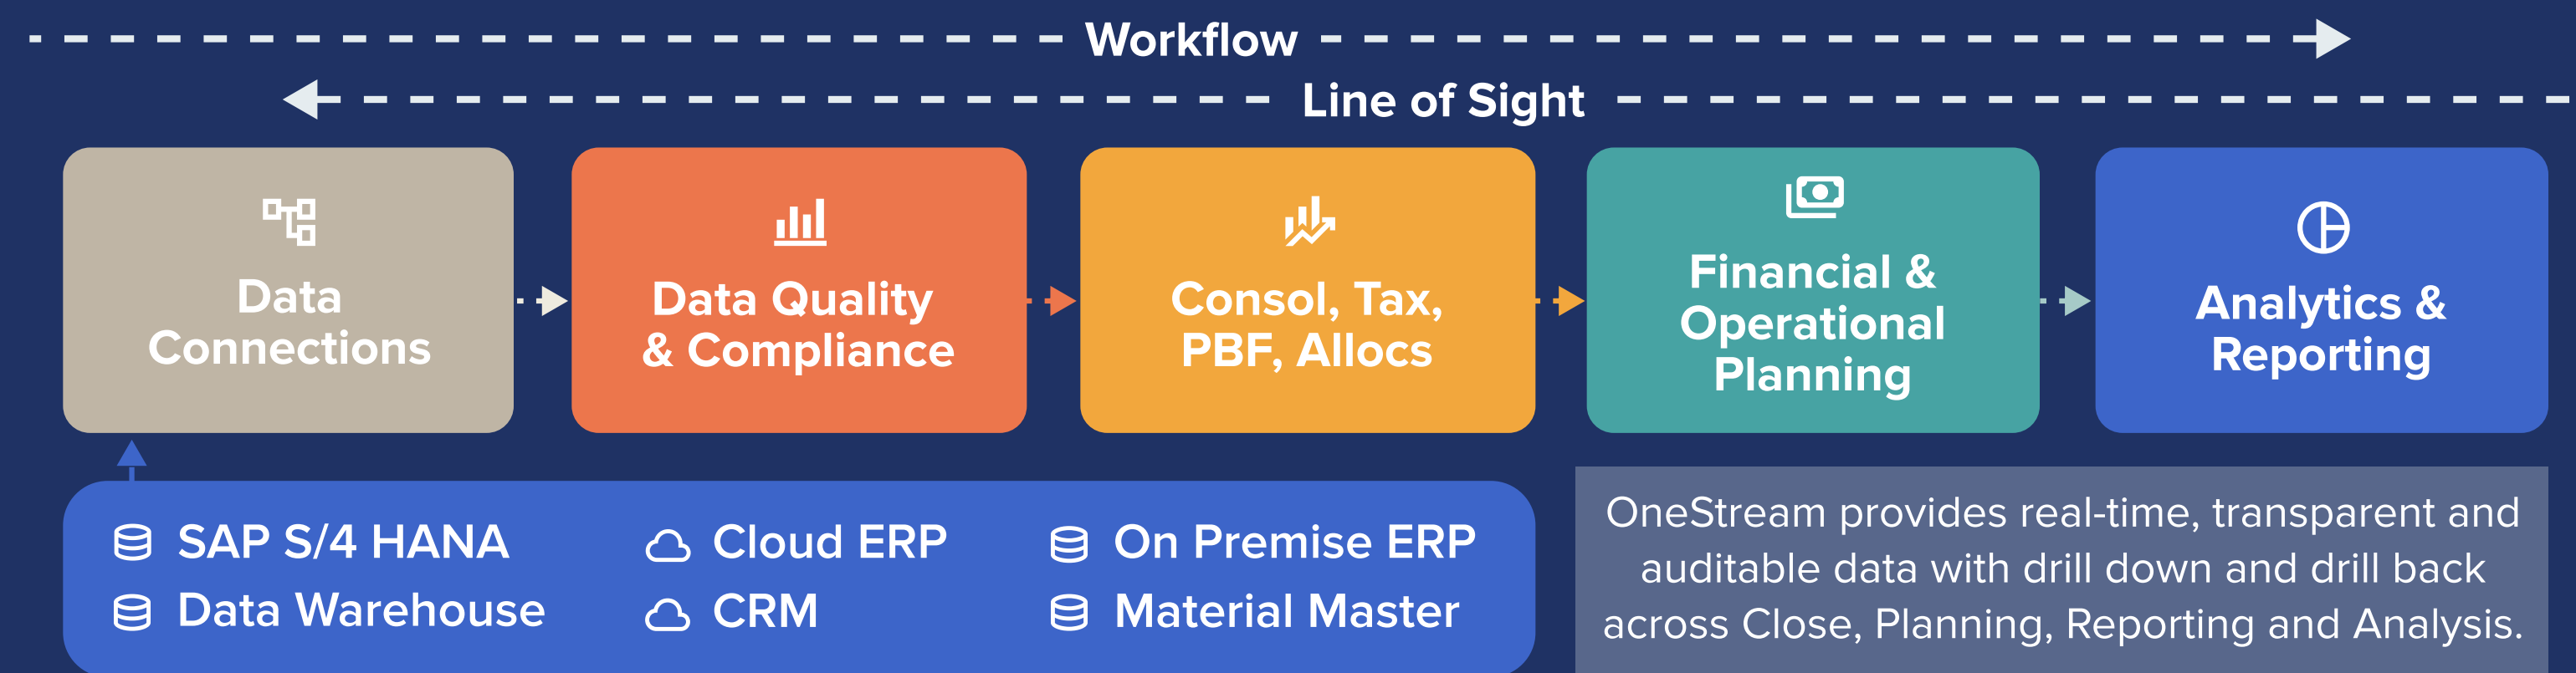 Workflow
Line of Sight
Data
Connections
Data Quality
& Compliance
Consol, Tax,
PBF, Allocs
Financial &
Operational
Planning
Analytics &
Reporting
SAP S/4 HANA
Cloud ERP
On Premise ERP
Data Warehouse
CRM
Material Master
OneStream provides real-time, transparent and
auditable data with drill down and drill back
across Close, Planning, Reporting and Analysis.